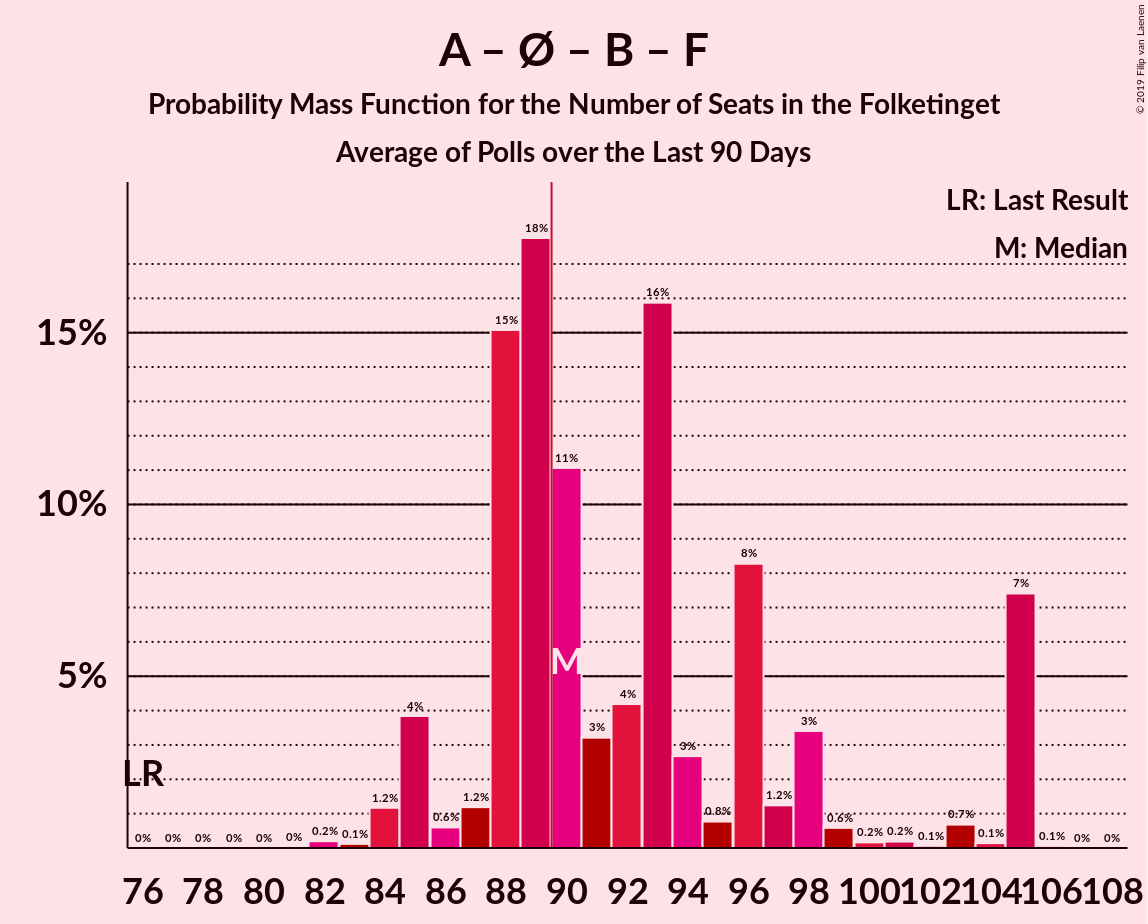 A – Ø – B – F
Probability Mass Function for the Number of Seats in the Folketinget
Average of Polls over the Last 90 Days
© 2019 Filip van Laenen
LR: Last Result
M: Median
18%
16%
15%
15%
11%
10%
8%
7%
5%
M
4%
4%
3%
3%
3%
LR
1.2%
0.6%
1.2%
0.8%
1.2%
0.6%
0.7%
0% 0% 0% 0% 0% 0% 0.2% 0.1% 0.2% 0.2% 0.1% 0.1% 0.1% 0% 0%
76 78 80 82 84 86 88 90 92 94 96 98 100 102 104 106 108